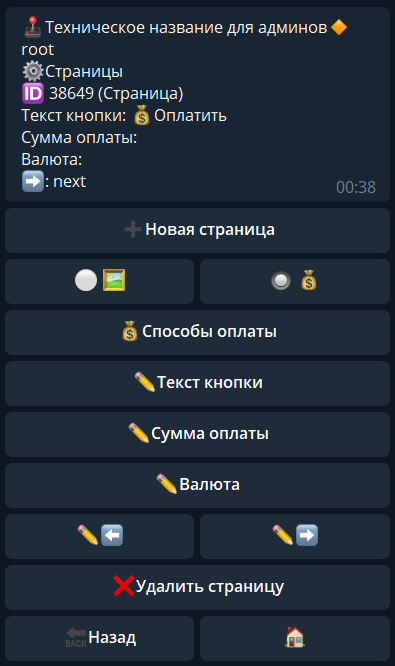 🕹️Техническое название для админов🔸
root
⚙️Страницы
🆔 38649 (Страница)
Текст кнопки: 💰Оплатить
Сумма оплаты:
Валюта:
➡️: next
00:38
➕Новая страница
⚪️🖼️ 🔘 💰
💰Способы оплаты
✏️Текст кнопки
✏️Сумма оплаты
✏️Валюта
✏️⬅️ ✏️➡️
❌Удалить страницу
🔙Назад 🏠